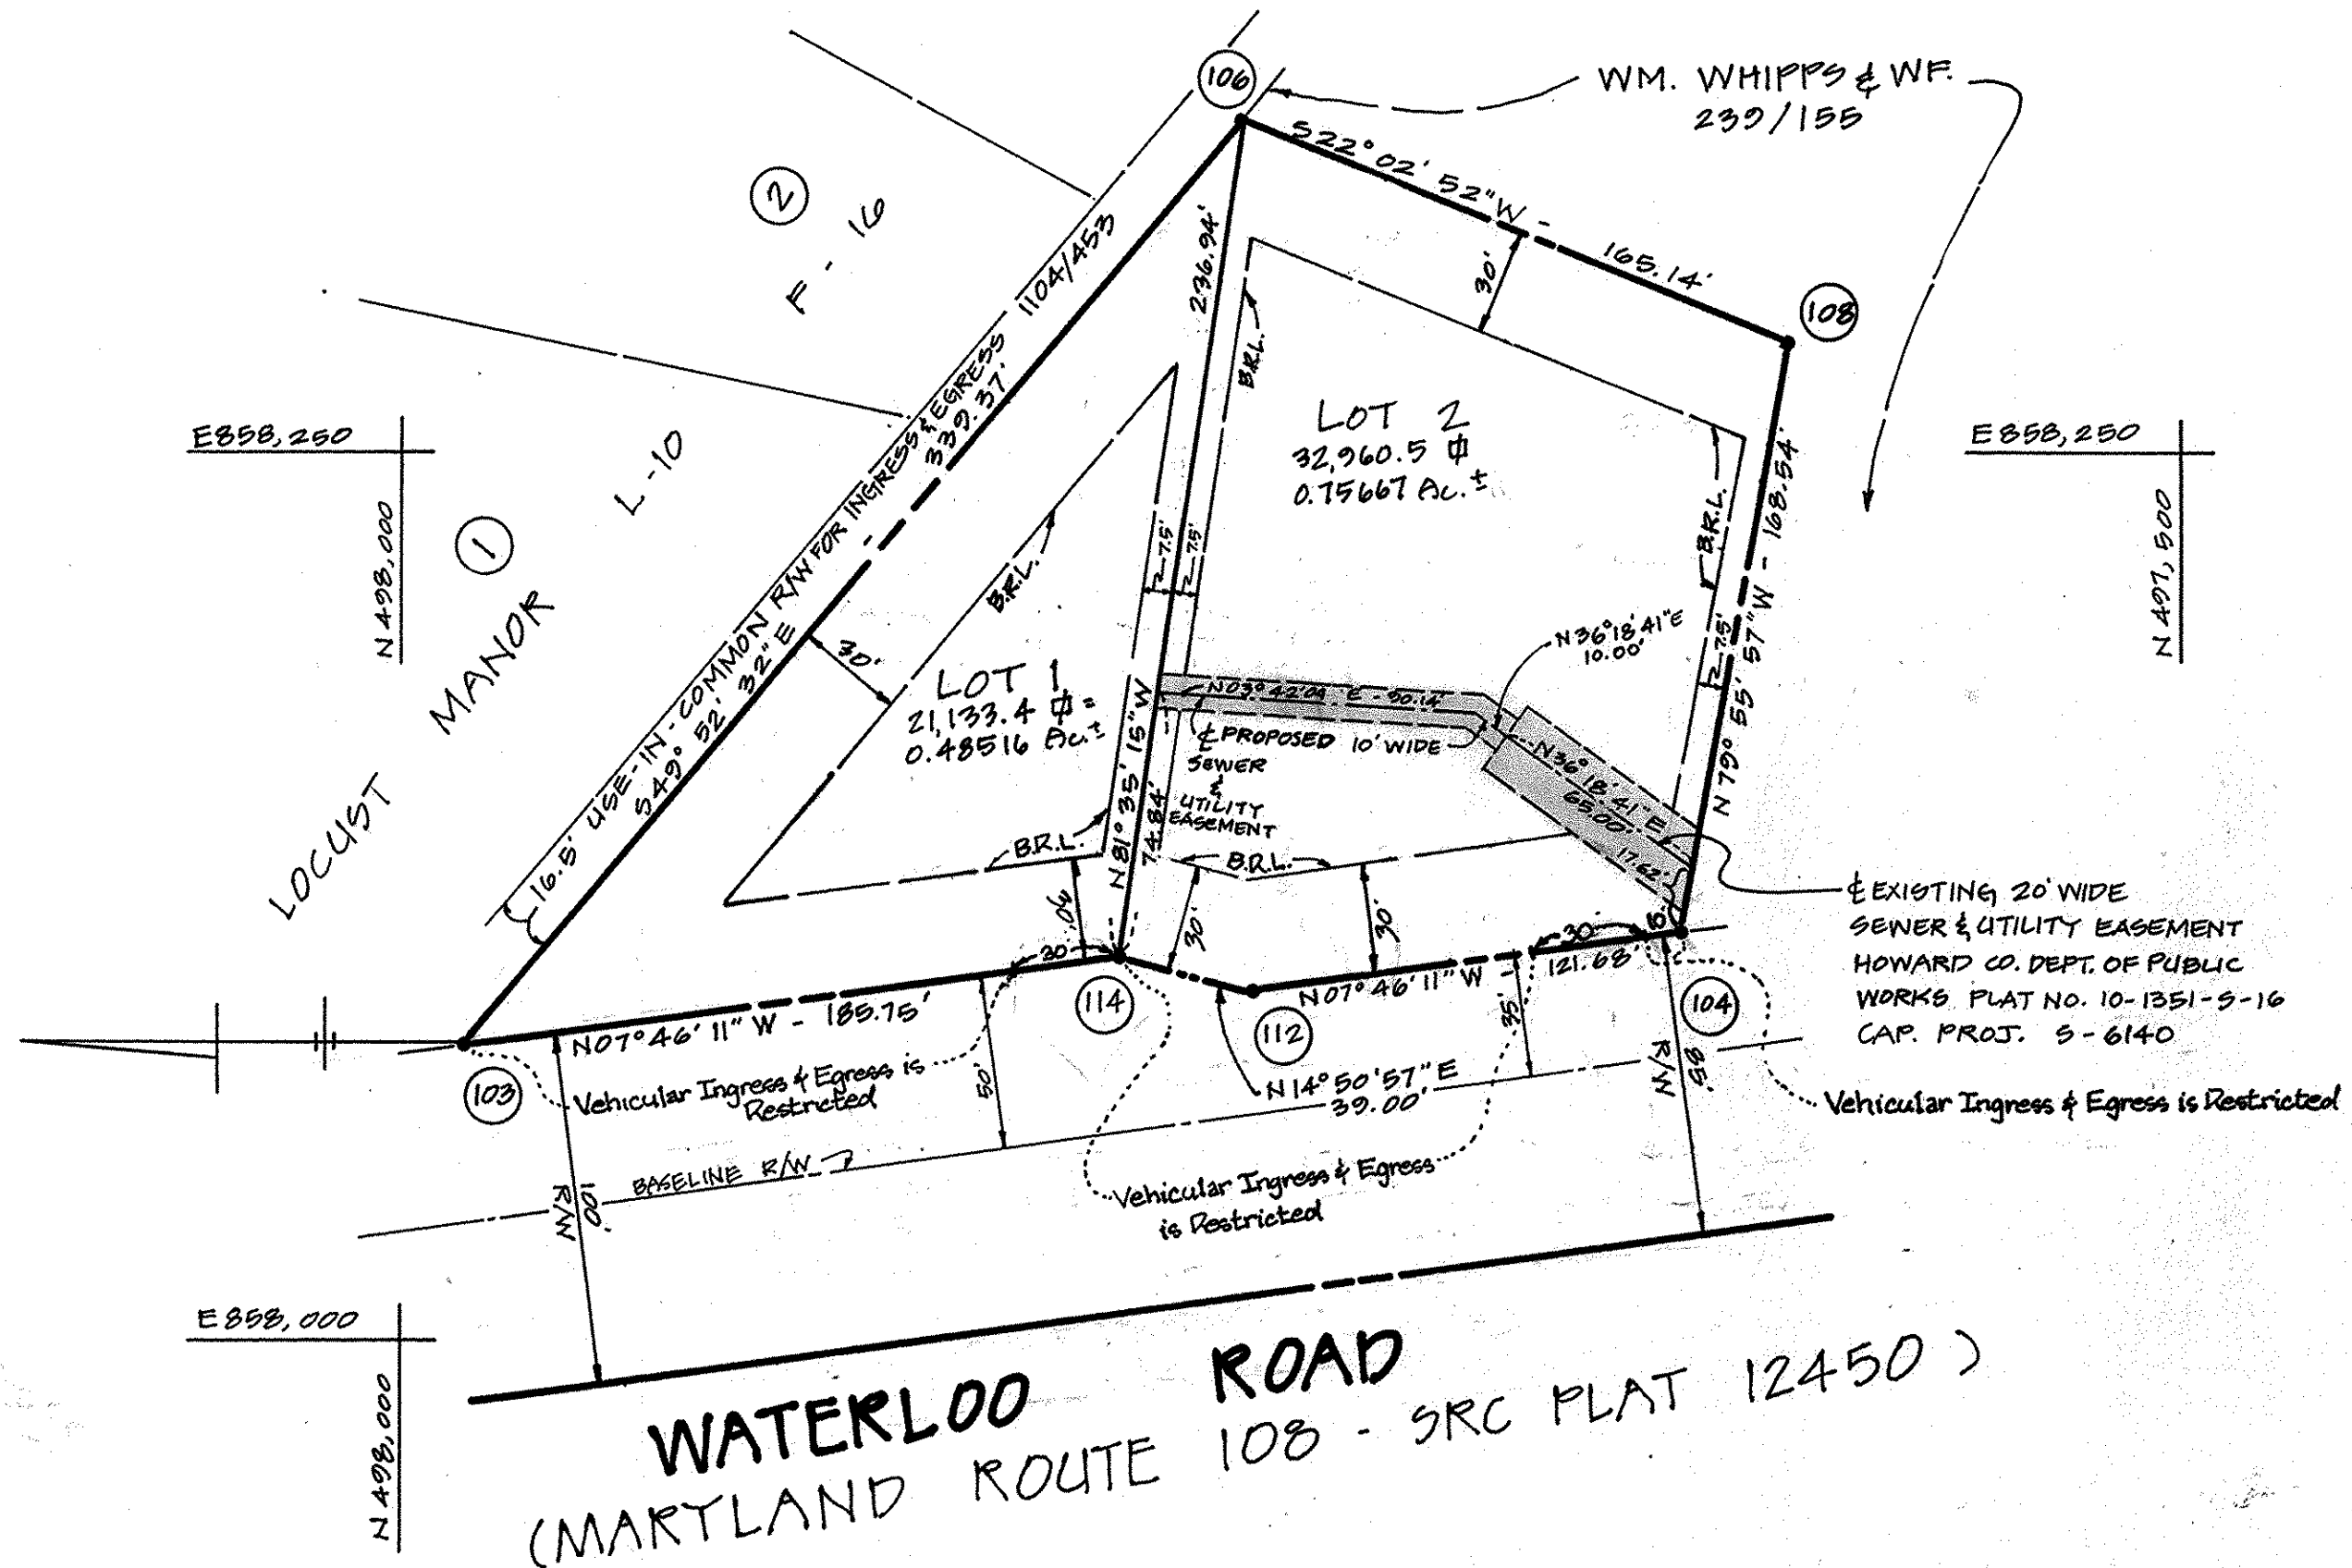 106
WM. WHIPPS & WF.
239/155
S22° 02' 52" W -
165.14'
2
F - 16
108
236.94'
30'
B.R.L.
16.5' USE-IN-COMMON R/W FOR INGRESS & EGRESS 1104/453
S49° 52' 32" E - 339.37'
LOT 2
32,960.5 ⏍
0.75667 Ac.±
E858,250
N498,000
E858,250
N497,500
L-10
1
LOCUST MANOR
B.R.L.
B.R.L.
7.5'
7.5'
7.5'
N79° 55' 57" W - 168.54'
30'
LOT 1
21,133.4 ⏍ =
0.48516 Ac.±
N36°18'41"E
10.00'
N03°42'04"E - 50.14'
N81° 35' 15" W
74.84'
℄ PROPOSED 10' WIDE
SEWER
&
UTILITY
EASEMENT
N36°18'41"E
65.00'
17.62'
B.R.L.
B.R.L.
30'
30'
30'
℄ EXISTING 20' WIDE
SEWER & UTILITY EASEMENT
HOWARD CO. DEPT. OF PUBLIC
WORKS PLAT NO. 10-1351-S-16
CAP. PROJ. S-6140
30'
30'
8'
N07° 46' 11" W - 185.75'
114
112
N07°46'11" W - 121.68'
104
103
Vehicular Ingress & Egress is
Restricted
50'
35'
N14°50'57"E
39.00'
85'
R/W
Vehicular Ingress & Egress is Restricted
BASELINE R/W
100'
R/W
Vehicular Ingress & Egress
is Restricted
E858,000
N498,000
WATERLOO ROAD
(MARYLAND ROUTE 108 - SRC PLAT 12450)